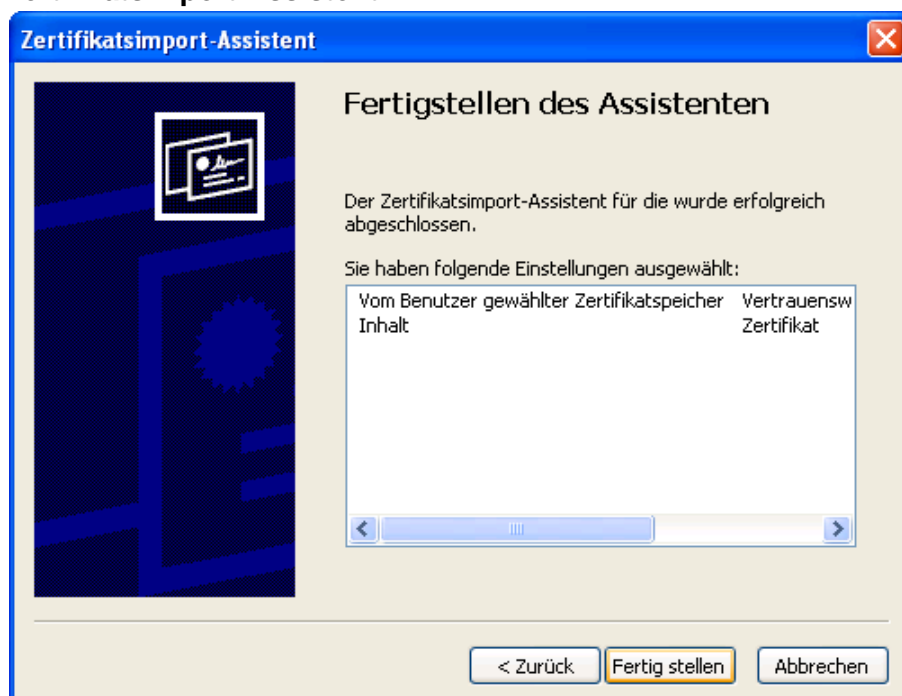 Zertifikatsimport-Assistent
Fertigstellen des Assistenten
Der Zertifikatsimport-Assistent für die wurde erfolgreich
abgeschlossen.
Sie haben folgende Einstellungen ausgewählt:
Vom Benutzer gewählter Zertifikatspeicher Vertrauensw
Inhalt Zertifikat
< Zurück Fertig stellen Abbrechen